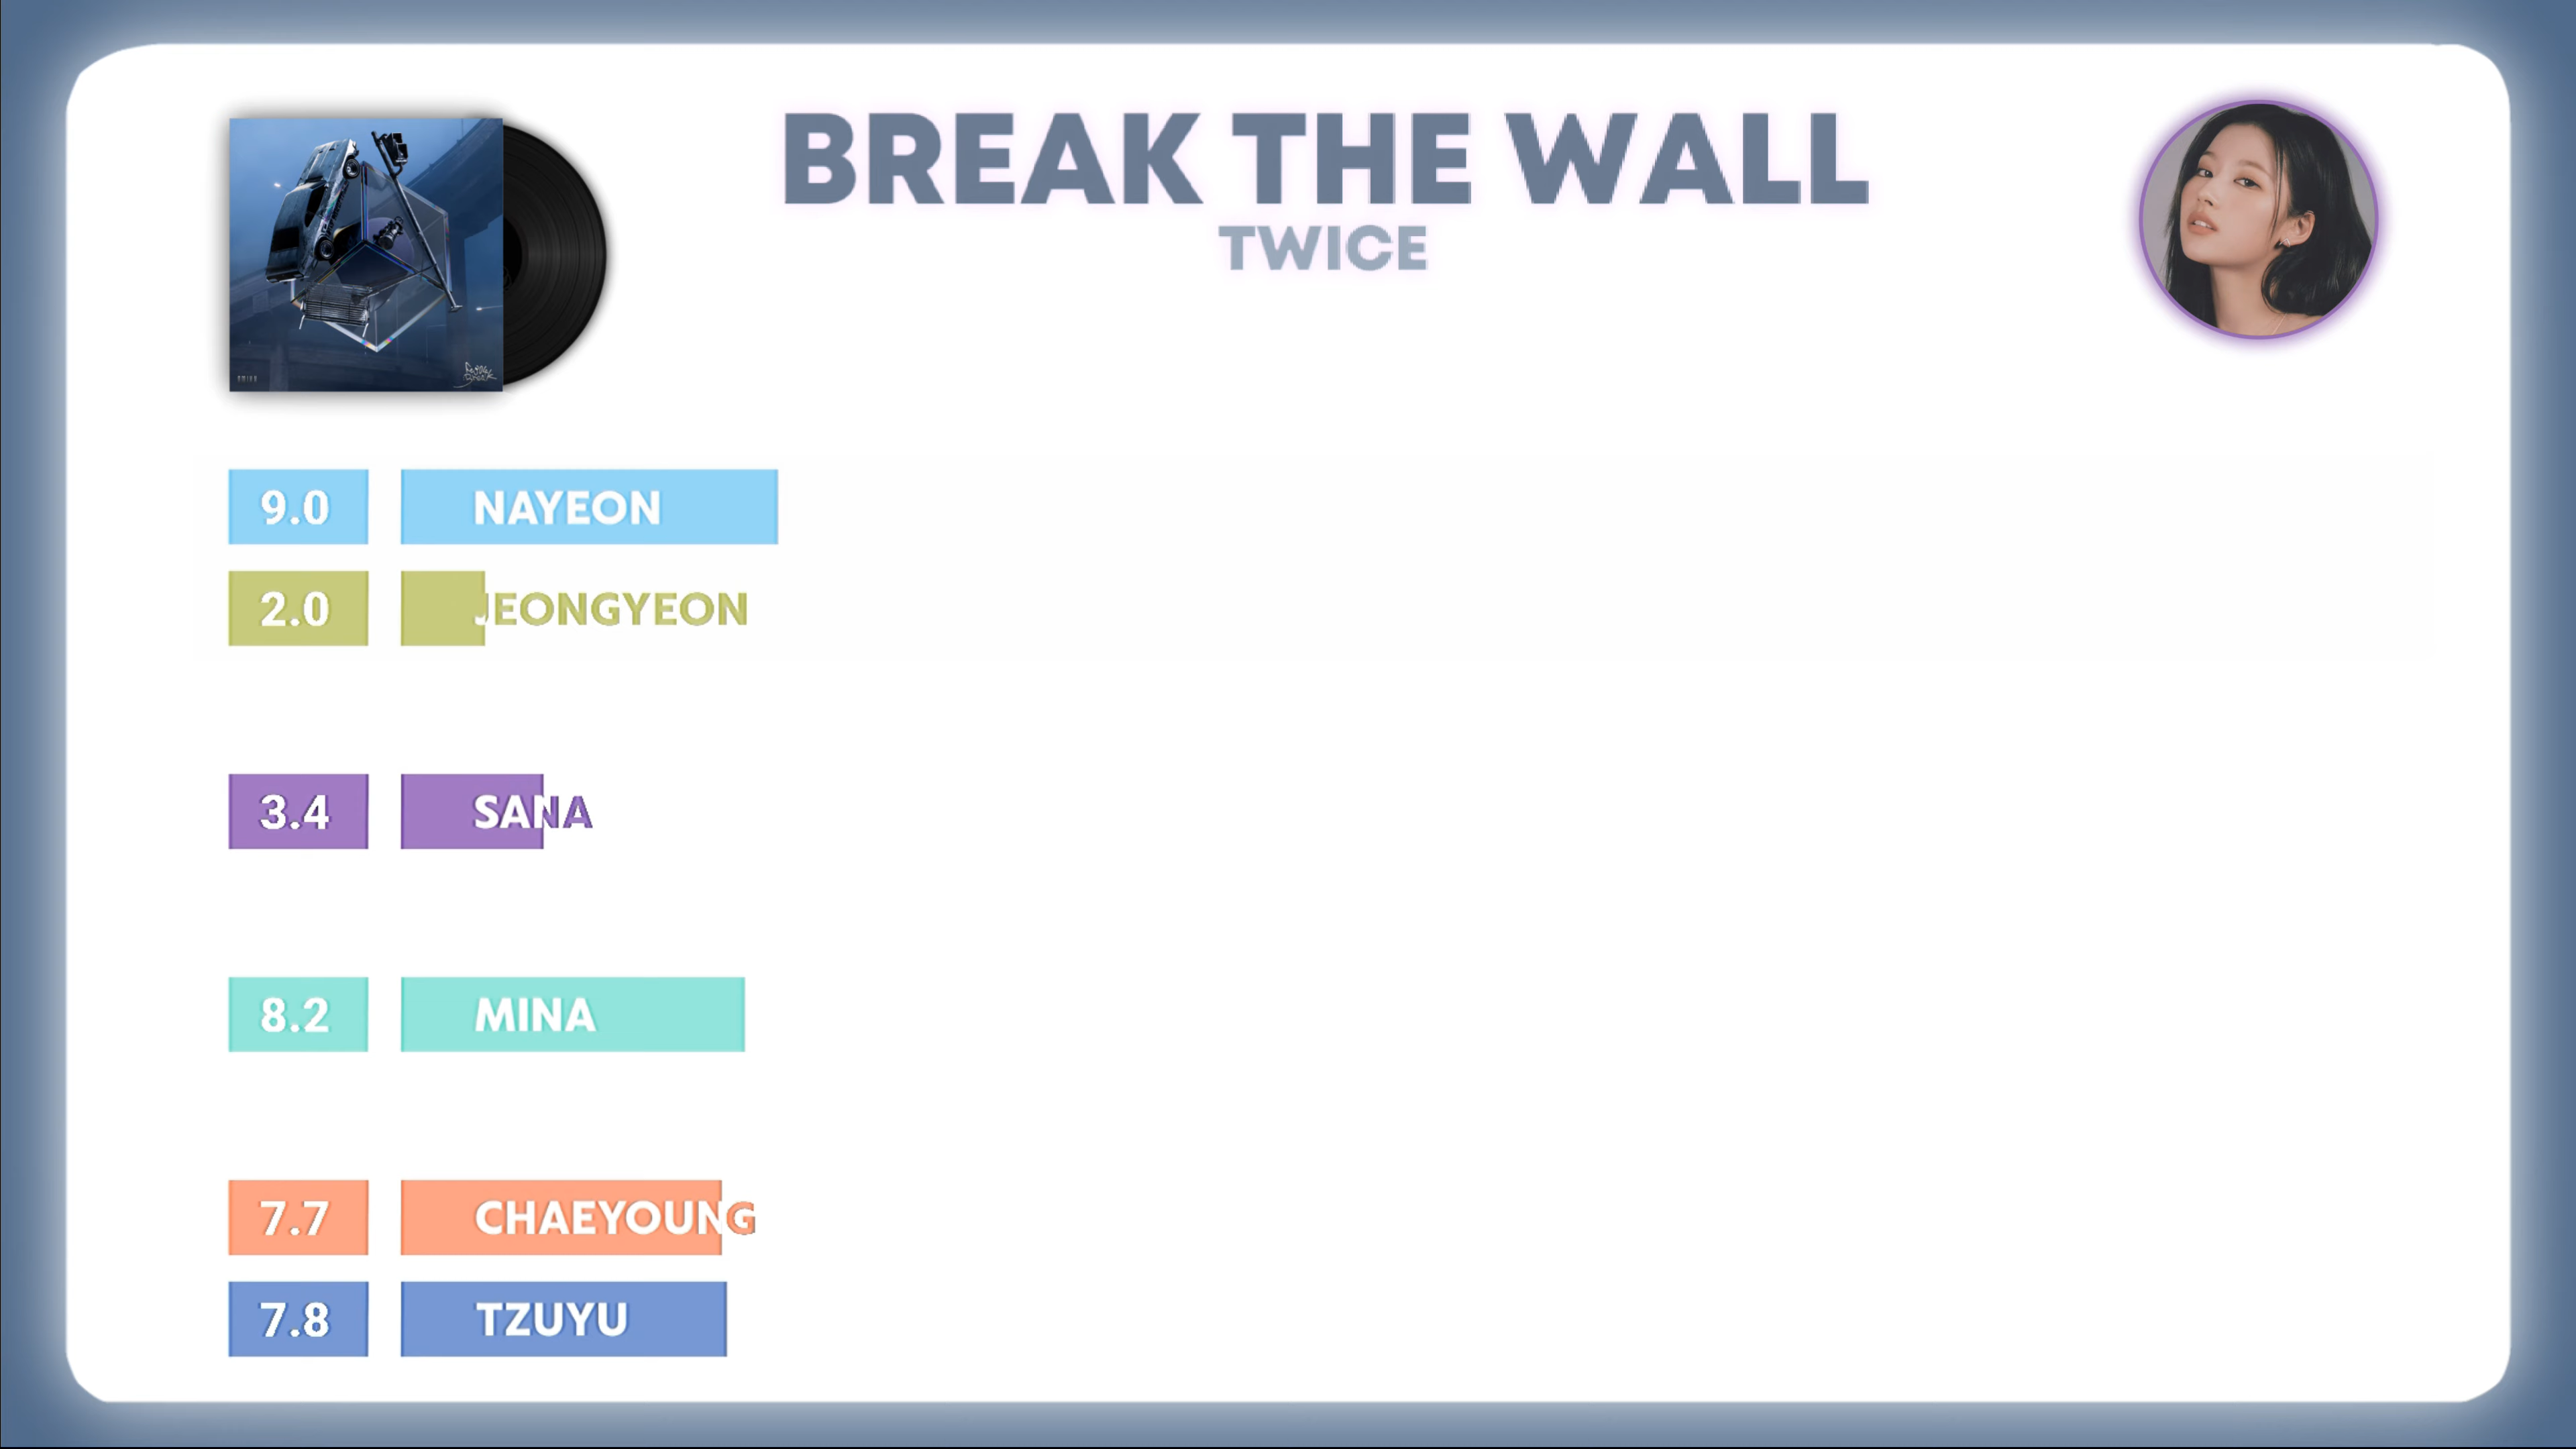 BREAK THE WALL
TWICE
9.0 NAYEON
2.0 JEONGYEON
3.4 SANA
8.2 MINA
7.7 CHAEYOUNG
7.8 TZUYU